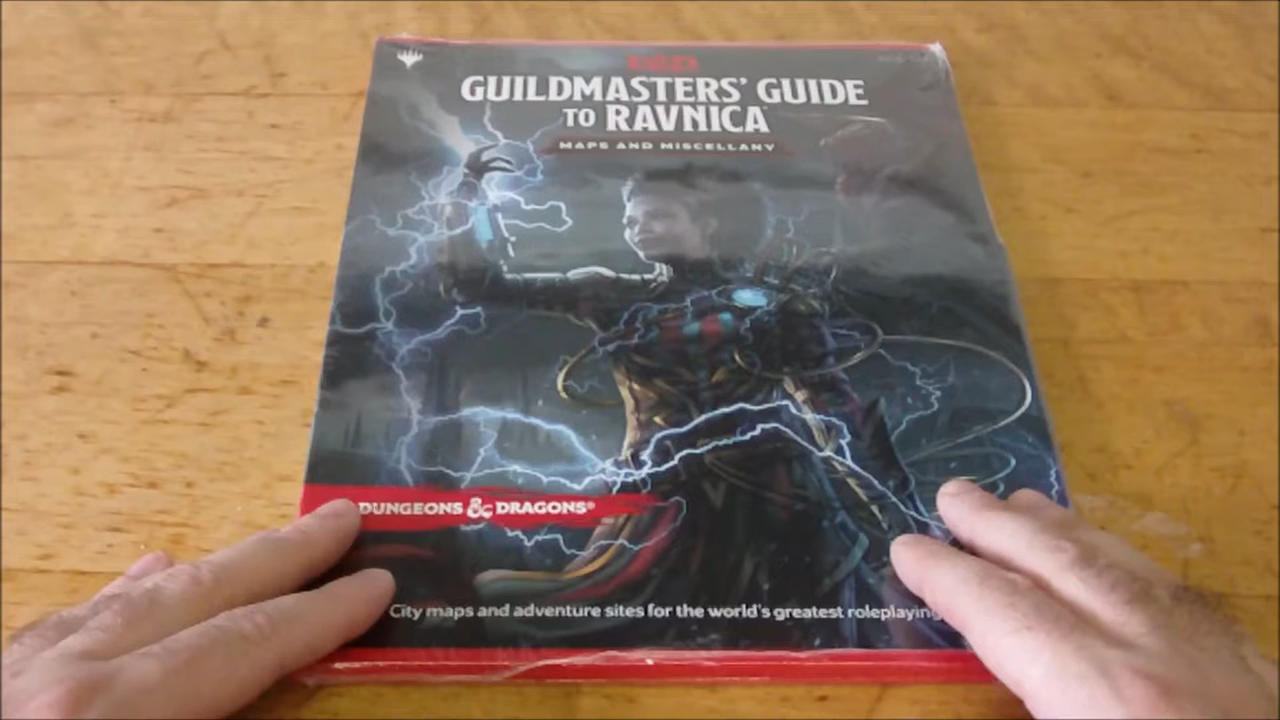 GUILDMASTERS' GUIDE
TO RAVNICA
MAPS AND MISCELLANY
DUNGEONS & DRAGONS®
City maps and adventure sites for the world's greatest roleplaying